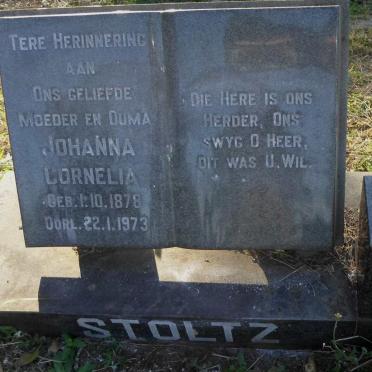 Tere Herinnering
aan
Ons geliefde
Moeder en Ouma
Johanna
Cornelia
Geb. 1.10.1878
Oorl. 22.1.1973
Die Here is ons
Herder, Ons
swyg O Heer,
dit was U. Wil.
STOLTZ